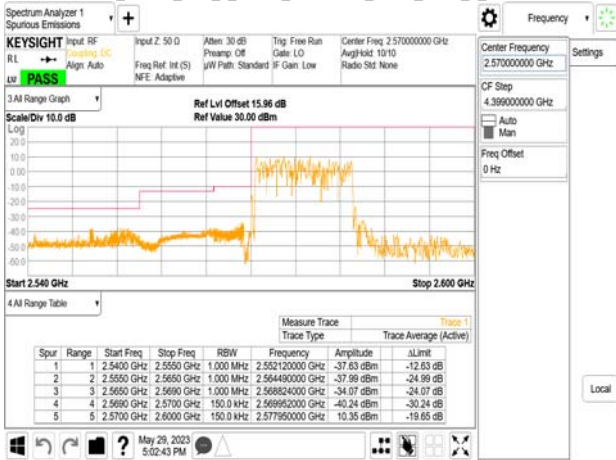 Spectrum Analyzer 1
Spurious Emissions
Frequency
KEYSIGHT
Input: RF
Coupling: DC
Align: Auto
Input Z: 50 Ω
Freq Ref: Int (S)
NFE: Adaptive
Atten: 30 dB
Preamp: Off
µW Path: Standard
Trig: Free Run
Gate: LO
IF Gain: Low
Center Freq: 2.570000000 GHz
Avg|Hold: 10/10
Radio Std: None
RL
PASS
Center Frequency
2.570000000 GHz
Settings
CF Step
4.399000000 GHz
Auto
Man
Freq Offset
0 Hz
Local
3 All Range Graph
Scale/Div 10.0 dB
Ref Lvl Offset 15.96 dB
Ref Value 30.00 dBm
Log
20.0
10.0
0.00
-10.0
-20.0
-30.0
-40.0
-50.0
-60.0
Start 2.540 GHz
Stop 2.600 GHz
4 All Range Table
Measure Trace Trace 1
Trace Type Trace Average (Active)
Spur Range Start Freq Stop Freq RBW Frequency Amplitude ΔLimit
1 1 2.5400 GHz 2.5550 GHz 1.000 MHz 2.552120000 GHz -37.63 dBm -12.63 dB
2 2 2.5550 GHz 2.5650 GHz 1.000 MHz 2.564490000 GHz -37.99 dBm -24.99 dB
3 3 2.5650 GHz 2.5690 GHz 1.000 MHz 2.568824000 GHz -34.07 dBm -24.07 dB
4 4 2.5690 GHz 2.5700 GHz 150.0 kHz 2.569952000 GHz -40.24 dBm -30.24 dB
5 5 2.5700 GHz 2.6000 GHz 150.0 kHz 2.577950000 GHz 10.35 dBm -19.65 dB
May 29, 2023
5:02:43 PM